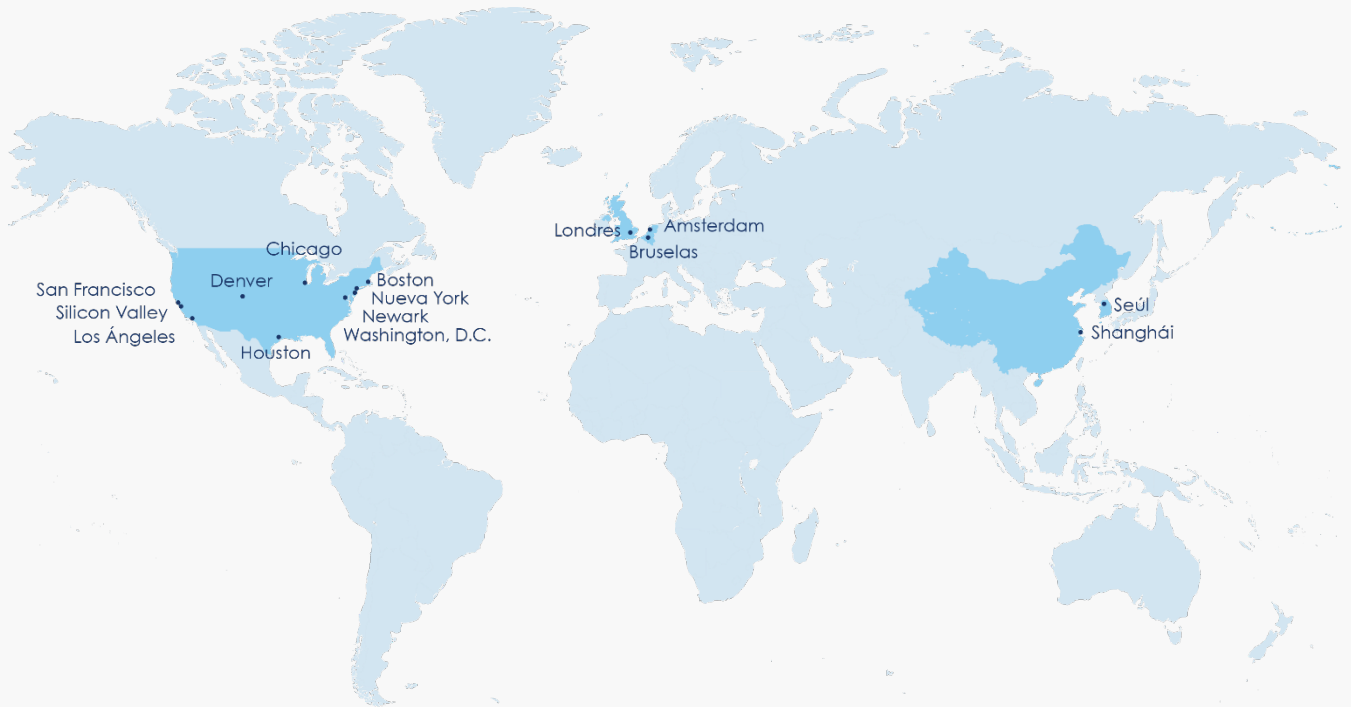 Chicago
Denver
San Francisco
Silicon Valley
Los Ángeles
Houston
Boston
Nueva York
Newark
Washington, D.C.
Londres
Amsterdam
Bruselas
Seúl
Shanghái